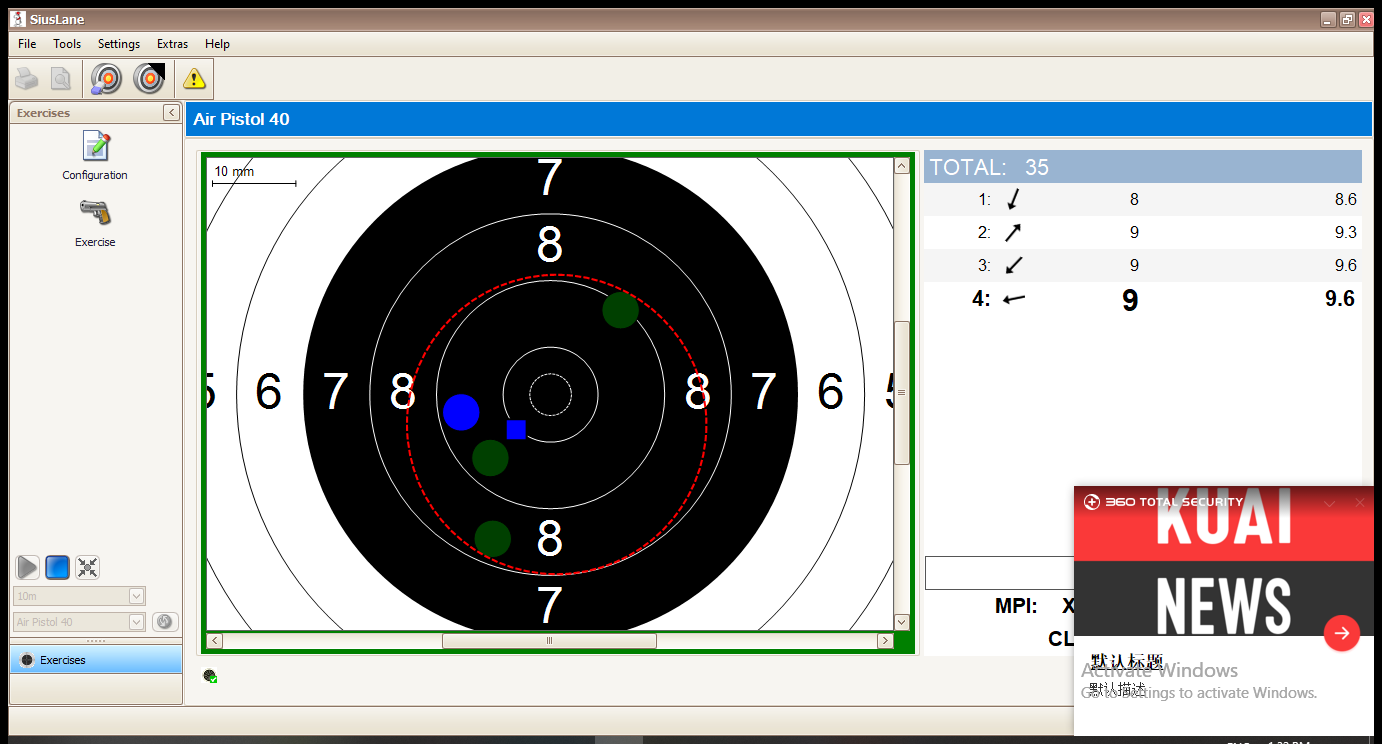 SiusLane
File Tools Settings Extras Help
Exercises
Configuration
Exercise
10m
Air Pistol 40
Exercises
Air Pistol 40
10 mm
7
8
5 6 7 8 8 7 6 5
8
7
TOTAL: 35
1: 8 8.6
2: 9 9.3
3: 9 9.6
4: 9 9.6
MPI: X
CL
360 TOTAL SECURITY
KUAI
NEWS
默认标题
Activate Windows
默认描述
Go to Settings to activate Windows.